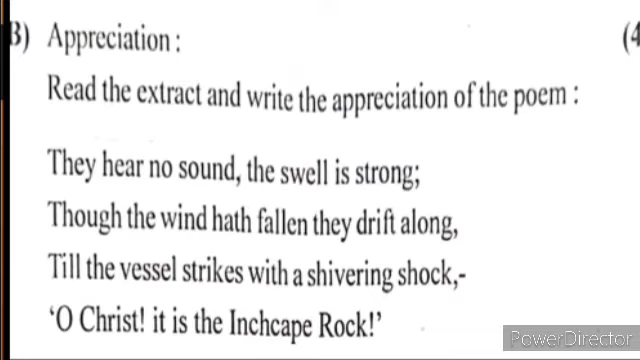 B) Appreciation : (4
Read the extract and write the appreciation of the poem :
They hear no sound, the swell is strong;
Though the wind hath fallen they drift along,
Till the vessel strikes with a shivering shock,-
‘O Christ! it is the Inchcape Rock!’
PowerDirector